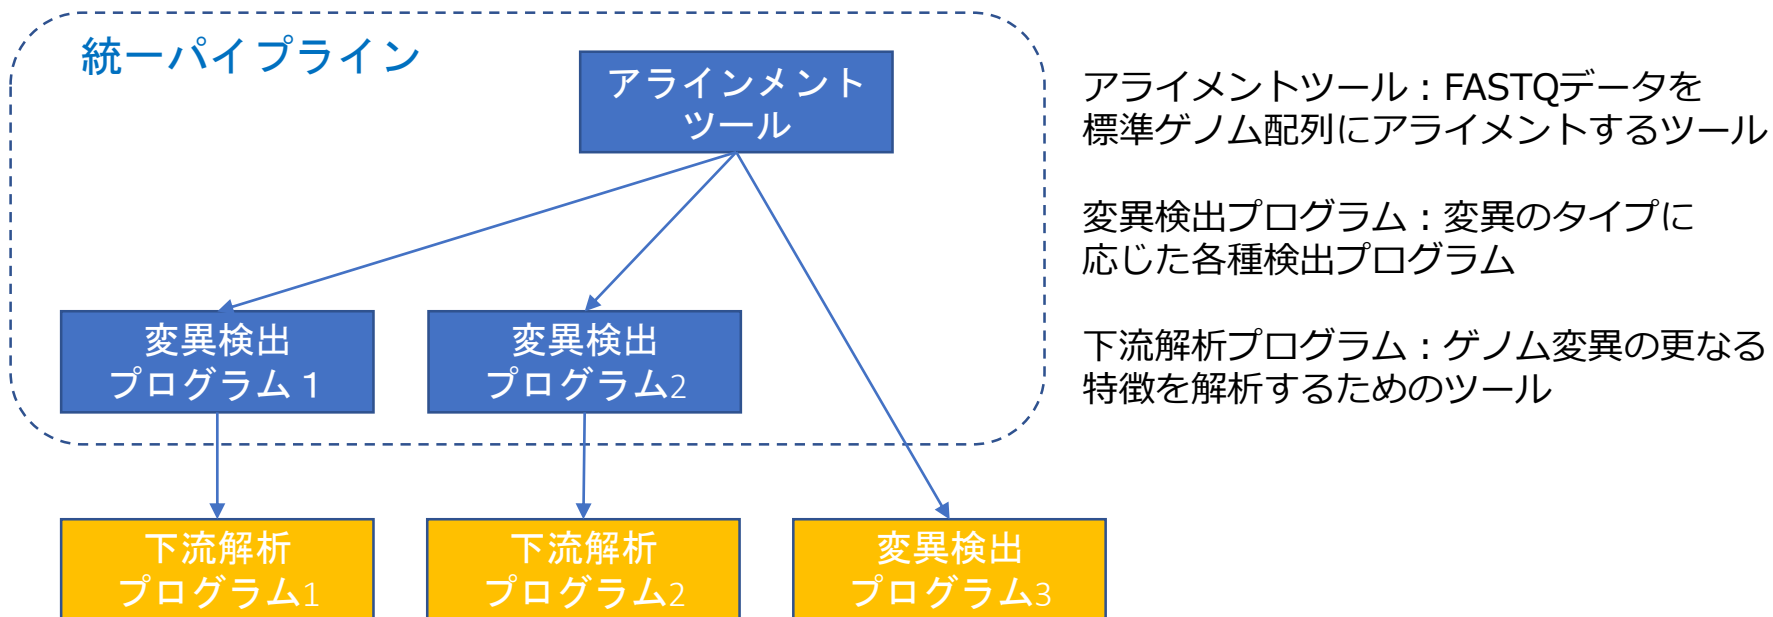 統一パイプライン
アラインメント
ツール
変異検出
プログラム１
変異検出
プログラム2
下流解析
プログラム1
下流解析
プログラム2
変異検出
プログラム3
アライメントツール：FASTQデータを
標準ゲノム配列にアライメントするツール
変異検出プログラム：変異のタイプに
応じた各種検出プログラム
下流解析プログラム：ゲノム変異の更なる
特徴を解析するためのツール